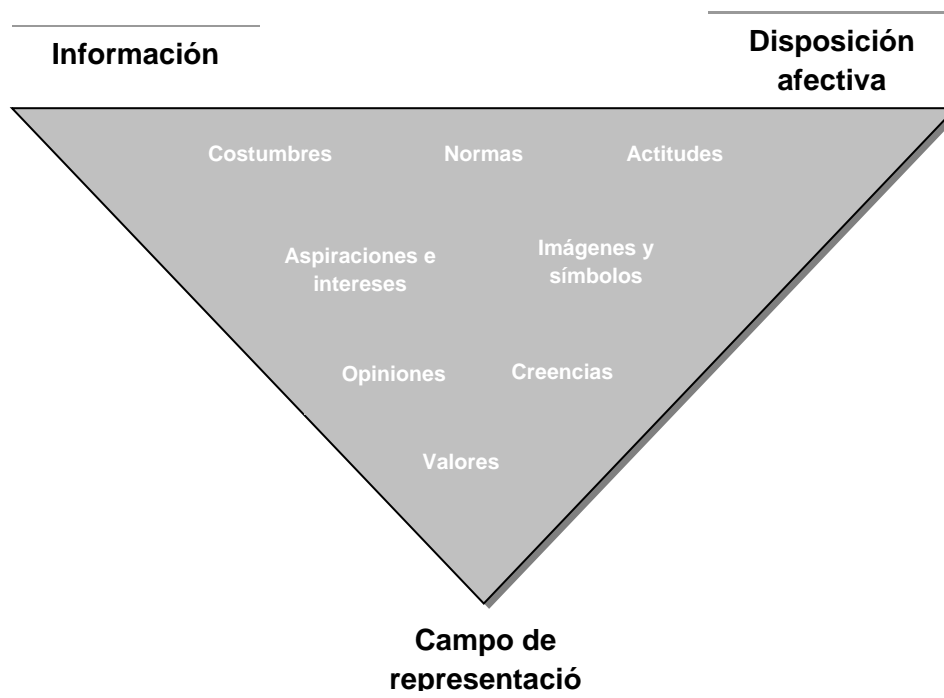 Información
Disposición
afectiva
Costumbres
Normas
Actitudes
Aspiraciones e
intereses
Imágenes y
símbolos
Opiniones
Creencias
Valores
Campo de
representació